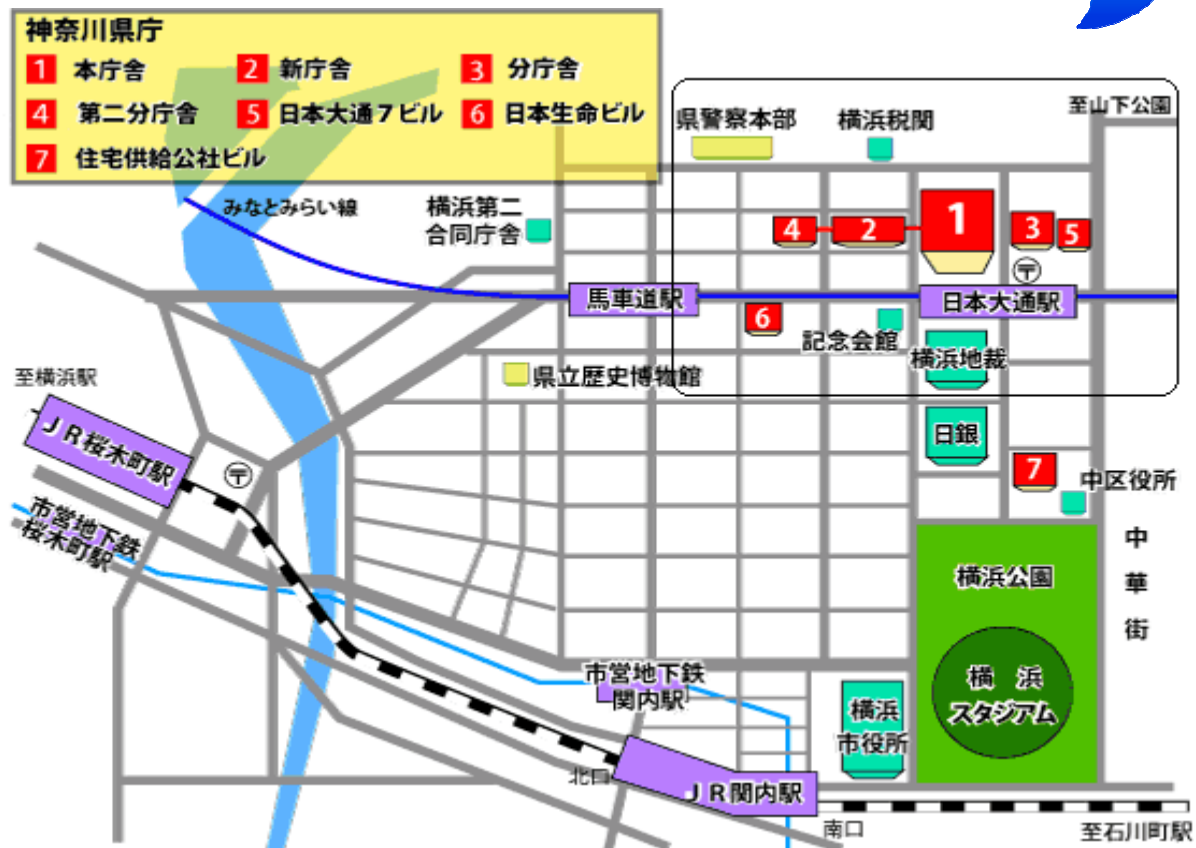 神奈川県庁
1 本庁舎 2 新庁舎 3 分庁舎
4 第二分庁舎 5 日本大通7ビル 6 日本生命ビル
7 住宅供給公社ビル
至山下公園
県警察本部
横浜税関
みなとみらい線
横浜第二
合同庁舎
4
2
1
3
5
〒
馬車道駅
日本大通駅
6
記念会館
横浜地裁
県立歴史博物館
至横浜駅
JR桜木町駅
〒
日銀
7
中区役所
市営地下鉄
桜木町駅
中華街
横浜公園
市営地下鉄
関内駅
横浜
市役所
横浜
スタジアム
北口
JR関内駅
南口
至石川町駅